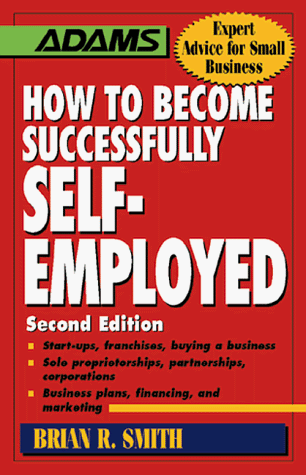 ADAMS
Expert
Advice for Small
Business
HOW TO BECOME
SUCCESSFULLY
SELF-
EMPLOYED
Second Edition
Start-ups, franchises, buying a business
Solo proprietorships, partnerships,
corporations
Business plans, financing, and
marketing
BRIAN R. SMITH